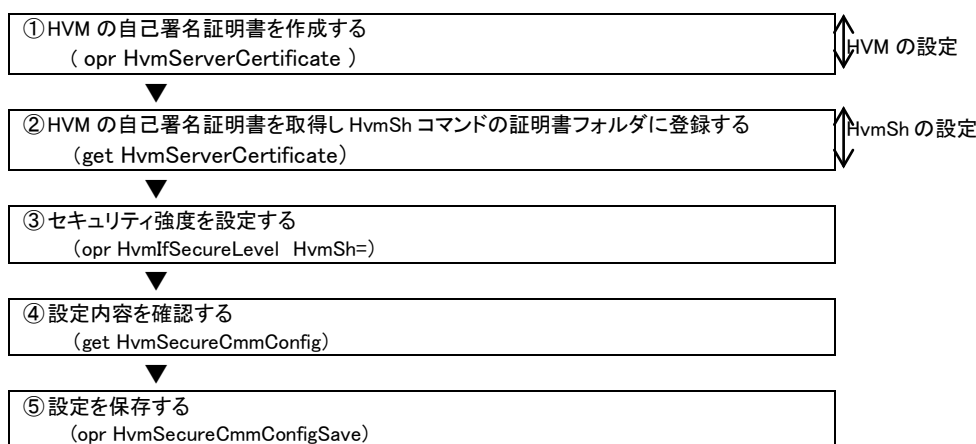 ①HVM の自己署名証明書を作成する
( opr HvmServerCertificate )
HVM の設定
▼
②HVM の自己署名証明書を取得し HvmSh コマンドの証明書フォルダに登録する
(get HvmServerCertificate)
HvmSh の設定
▼
③セキュリティ強度を設定する
(opr HvmIfSecureLevel HvmSh=)
▼
④設定内容を確認する
(get HvmSecureCmmConfig)
▼
⑤設定を保存する
(opr HvmSecureCmmConfigSave)